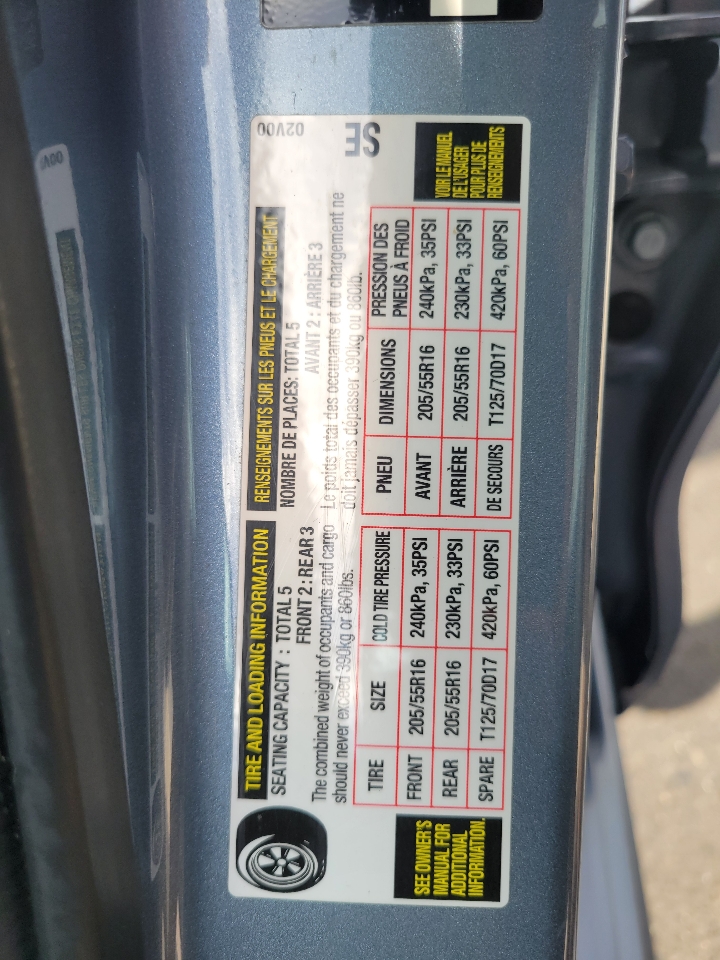 TIRE AND LOADING INFORMATION
SEATING CAPACITY : TOTAL 5
FRONT 2 : REAR 3
The combined weight of occupants and cargo
should never exceed 390kg or 860lbs.
TIRE SIZE COLD TIRE PRESSURE
FRONT 205/55R16 240kPa, 35PSI
REAR 205/55R16 230kPa, 33PSI
SPARE T125/70D17 420kPa, 60PSI
SEE OWNER'S
MANUAL FOR
ADDITIONAL
INFORMATION.
RENSEIGNEMENTS SUR LES PNEUS ET LE CHARGEMENT
NOMBRE DE PLACES: TOTAL 5
AVANT 2 : ARRIÈRE 3
Le poids total des occupants et du chargement ne
doit jamais dépasser 390kg ou 860lb.
PNEU DIMENSIONS PRESSION DES
PNEUS À FROID
AVANT 205/55R16 240kPa, 35PSI
ARRIÈRE 205/55R16 230kPa, 33PSI
DE SECOURS T125/70D17 420kPa, 60PSI
VOIR LE MANUEL
DE L'USAGER
POUR PLUS DE
RENSEIGNEMENTS
02V00
SE